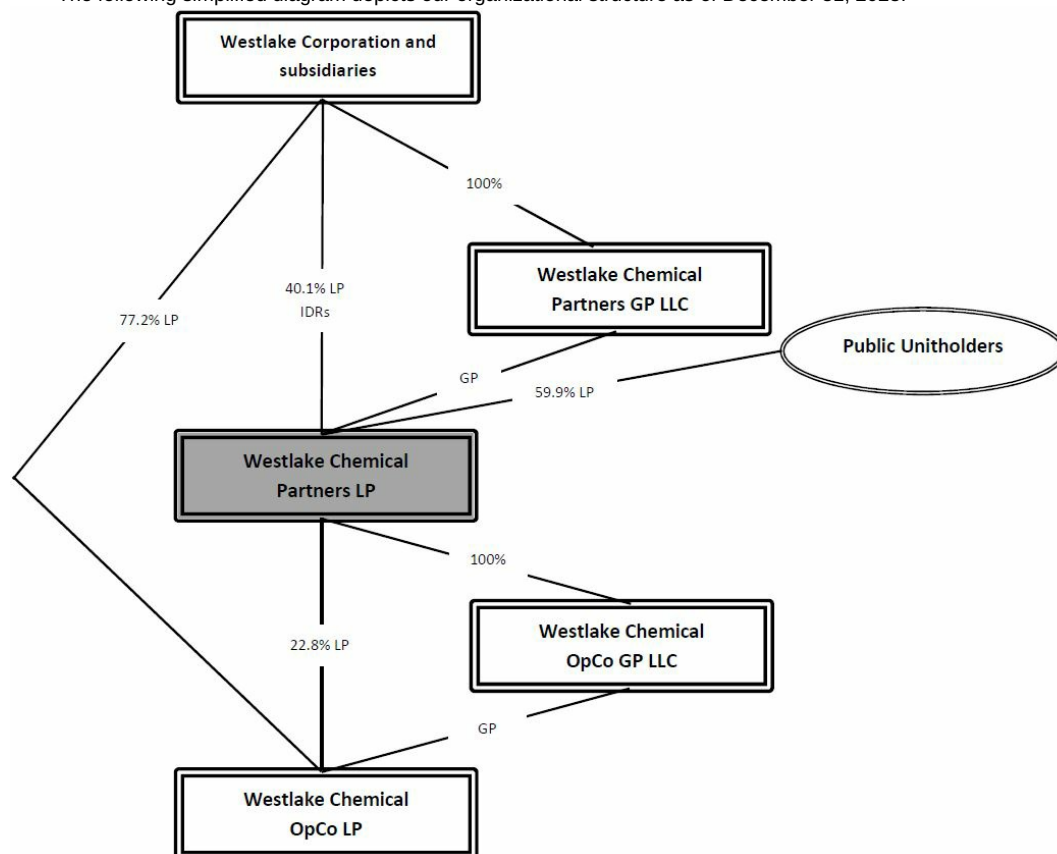 Westlake Corporation and
subsidiaries
100%
Westlake Chemical
Partners GP LLC
40.1% LP
IDRs
77.2% LP
Public Unitholders
GP
59.9% LP
Westlake Chemical
Partners LP
100%
Westlake Chemical
OpCo GP LLC
22.8% LP
GP
Westlake Chemical
OpCo LP